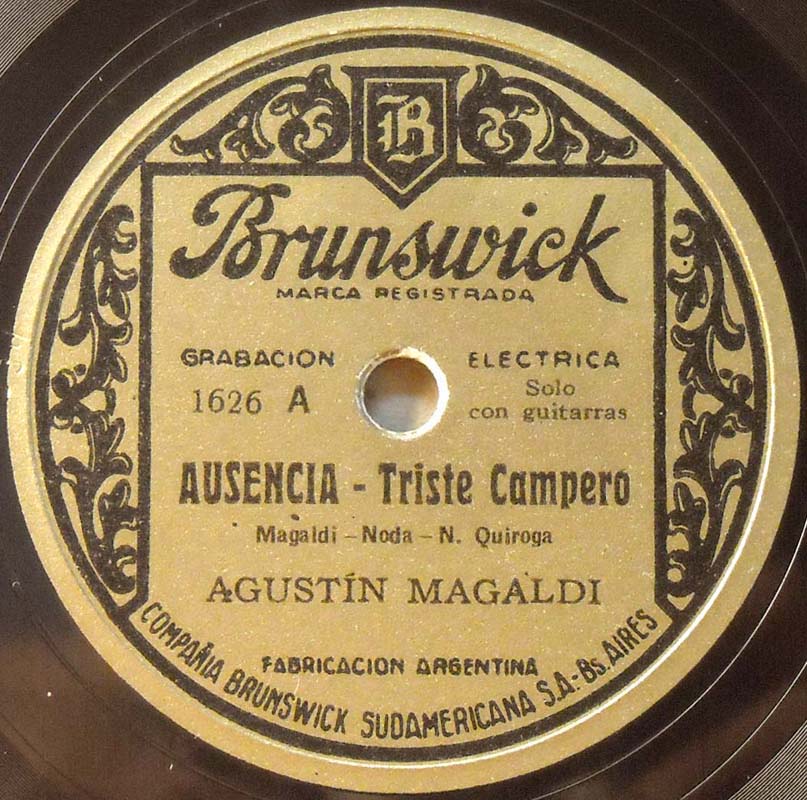 B
Brunswick
MARCA REGISTRADA
GRABACION ELECTRICA
1626 A
Solo
con guitarras
AUSENCIA - Triste Campero
Magaldi - Noda - N. Quiroga
AGUSTÍN MAGALDI
FABRICACION ARGENTINA
COMPAÑIA BRUNSWICK SUDAMERICANA S.A.-Bs. AIRES